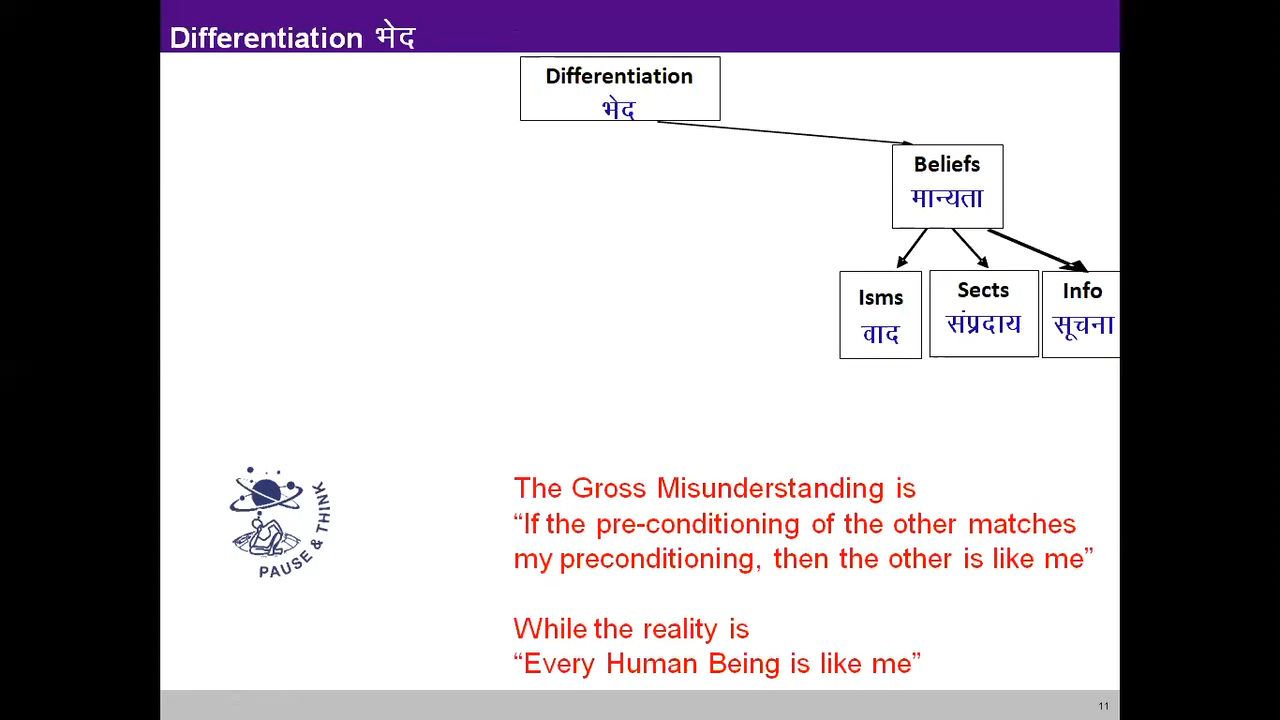 Differentiation भेद
Differentiation
भेद
Beliefs
मान्यता
Isms
वाद
Sects
संप्रदाय
Info
सूचना
The Gross Misunderstanding is
“If the pre-conditioning of the other matches
my preconditioning, then the other is like me”
While the reality is
“Every Human Being is like me”
PAUSE & THINK
11